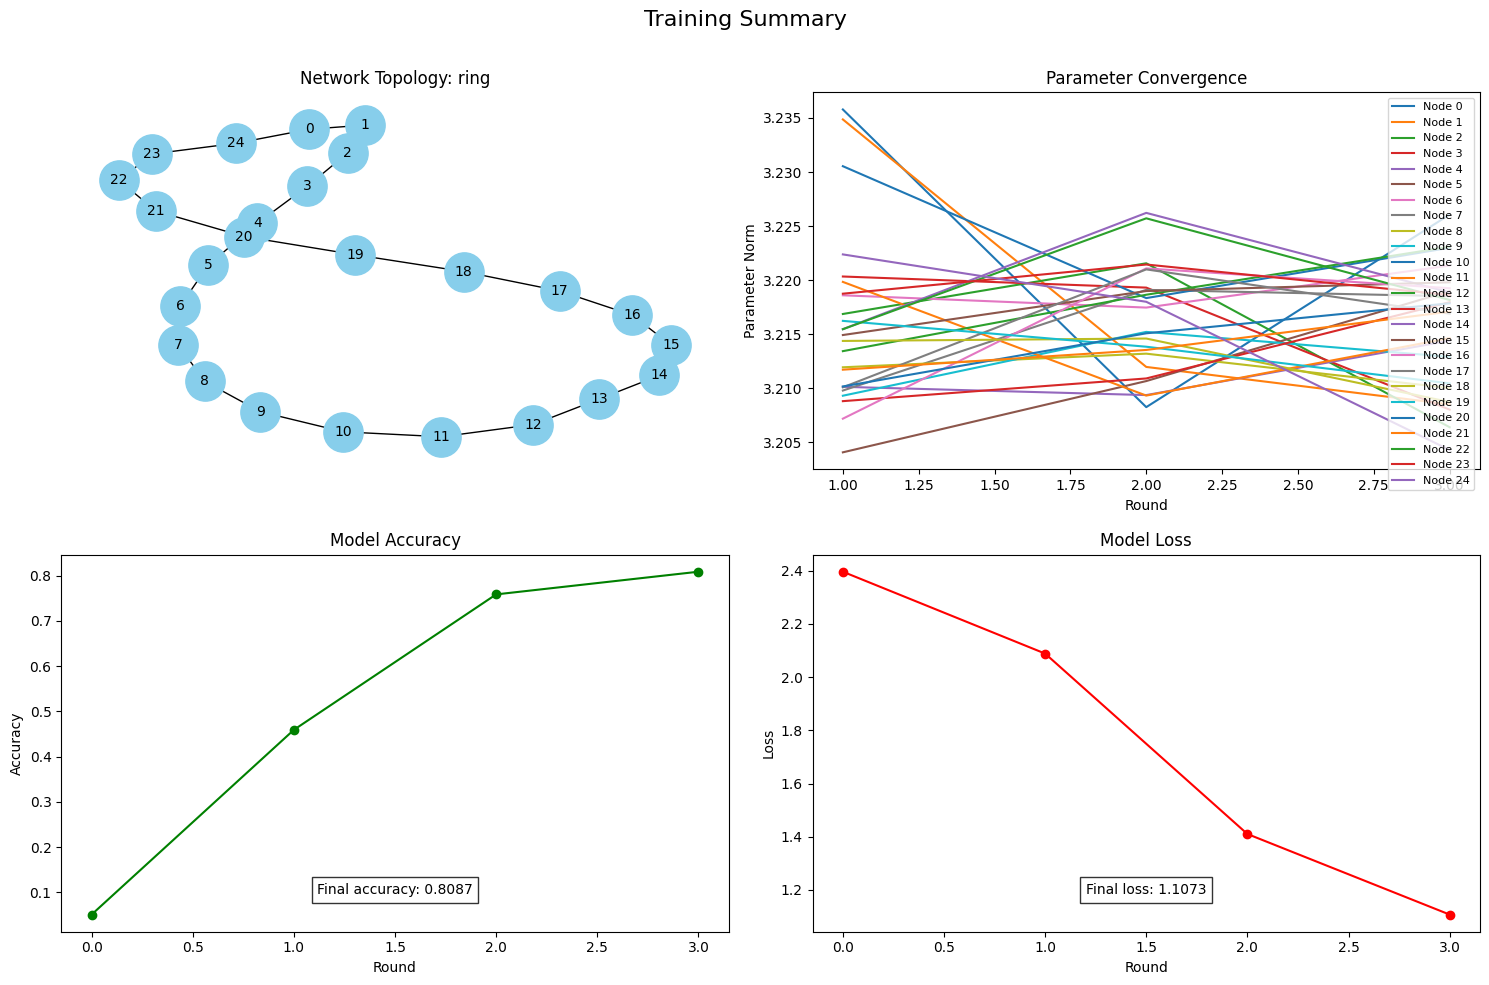 Training Summary
Network Topology: ring
0
1
2
3
4
5
6
7
8
9
10
11
12
13
14
15
16
17
18
19
20
21
22
23
24
Parameter Convergence
Parameter Norm
3.235
3.230
3.225
3.220
3.215
3.210
3.205
1.00
1.25
1.50
1.75
2.00
2.25
2.50
2.75
3.00
Round
Node 0
Node 1
Node 2
Node 3
Node 4
Node 5
Node 6
Node 7
Node 8
Node 9
Node 10
Node 11
Node 12
Node 13
Node 14
Node 15
Node 16
Node 17
Node 18
Node 19
Node 20
Node 21
Node 22
Node 23
Node 24
Model Accuracy
Accuracy
0.8
0.7
0.6
0.5
0.4
0.3
0.2
0.1
Final accuracy: 0.8087
0.0
0.5
1.0
1.5
2.0
2.5
3.0
Round
Model Loss
Loss
2.4
2.2
2.0
1.8
1.6
1.4
1.2
Final loss: 1.1073
0.0
0.5
1.0
1.5
2.0
2.5
3.0
Round